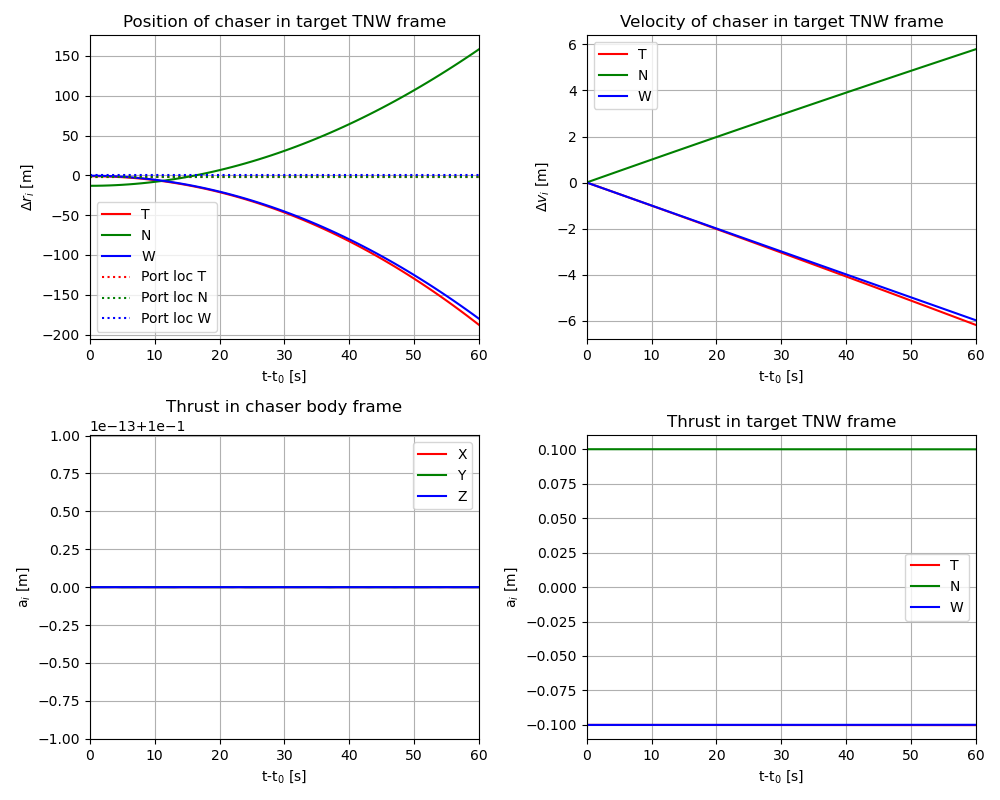 Position of chaser in target TNW frame
Δr_i [m]
150
100
50
0
−50
−100
−150
−200
T
N
W
Port loc T
Port loc N
Port loc W
0 10 20 30 40 50 60
t-t_0 [s]
Velocity of chaser in target TNW frame
Δv_i [m]
6
4
2
0
−2
−4
−6
T
N
W
0 10 20 30 40 50 60
t-t_0 [s]
Thrust in chaser body frame
1e−13+1e−1
a_i [m]
1.00
0.75
0.50
0.25
0.00
−0.25
−0.50
−0.75
−1.00
X
Y
Z
0 10 20 30 40 50 60
t-t_0 [s]
Thrust in target TNW frame
a_i [m]
0.100
0.075
0.050
0.025
0.000
−0.025
−0.050
−0.075
−0.100
T
N
W
0 10 20 30 40 50 60
t-t_0 [s]